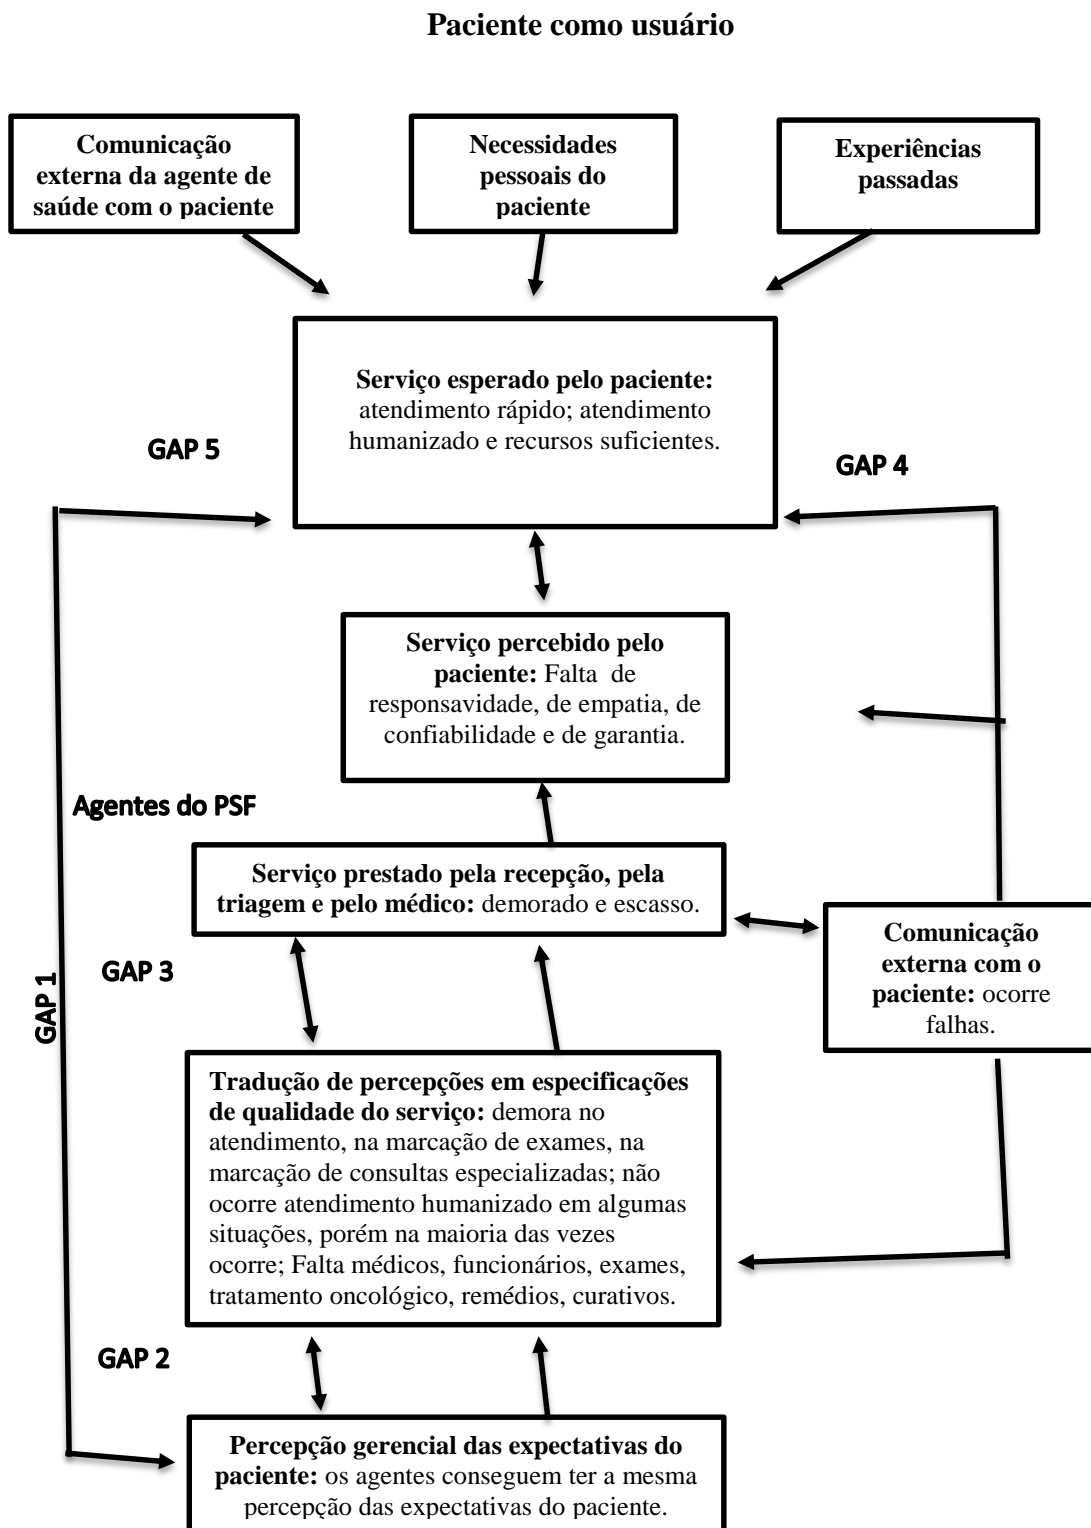 Paciente como usuário
Comunicação
externa da agente de
saúde com o paciente
Necessidades
pessoais do
paciente
Experiências
passadas
Serviço esperado pelo paciente:
atendimento rápido; atendimento
humanizado e recursos suficientes.
GAP 5
GAP 4
Serviço percebido pelo
paciente: Falta de
responsavidade, de empatia, de
confiabilidade e de garantia.
Agentes do PSF
Serviço prestado pela recepção, pela
triagem e pelo médico: demorado e escasso.
Comunicação
externa com o
paciente: ocorre
falhas.
GAP 3
GAP 1
Tradução de percepções em especificações
de qualidade do serviço: demora no
atendimento, na marcação de exames, na
marcação de consultas especializadas; não
ocorre atendimento humanizado em algumas
situações, porém na maioria das vezes
ocorre; Falta médicos, funcionários, exames,
tratamento oncológico, remédios, curativos.
GAP 2
Percepção gerencial das expectativas do
paciente: os agentes conseguem ter a mesma
percepção das expectativas do paciente.